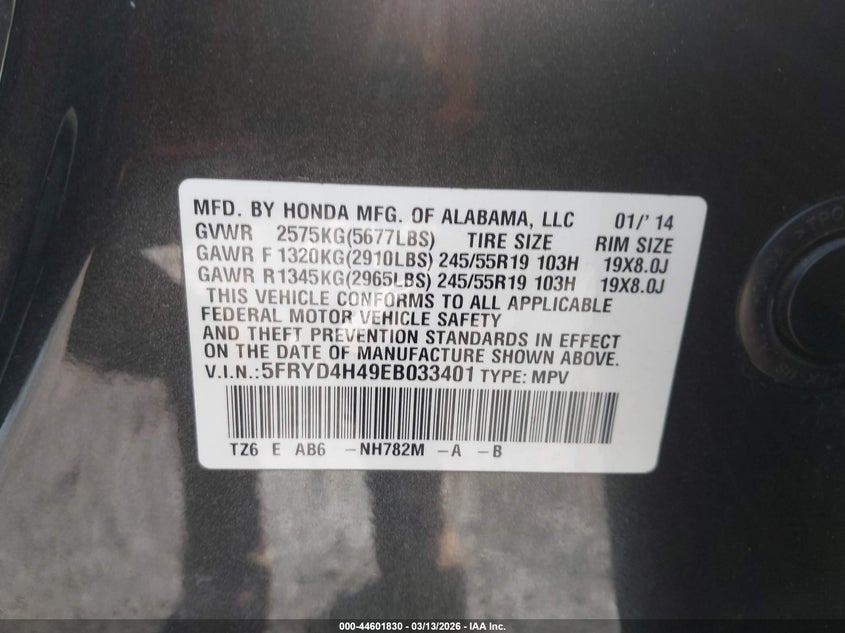 MFD. BY HONDA MFG. OF ALABAMA, LLC 01/'14
GVWR 2575KG(5677LBS) TIRE SIZE RIM SIZE
GAWR F 1320KG(2910LBS) 245/55R19 103H 19X8.0J
GAWR R 1345KG(2965LBS) 245/55R19 103H 19X8.0J
THIS VEHICLE CONFORMS TO ALL APPLICABLE
FEDERAL MOTOR VEHICLE SAFETY
AND THEFT PREVENTION STANDARDS IN EFFECT
ON THE DATE OF MANUFACTURE SHOWN ABOVE.
V.I.N.:5FRYD4H49EB033401 TYPE: MPV
TZ6 E AB6 -NH782M -A -B
000-44601830 - 03/13/2026 - IAA Inc.